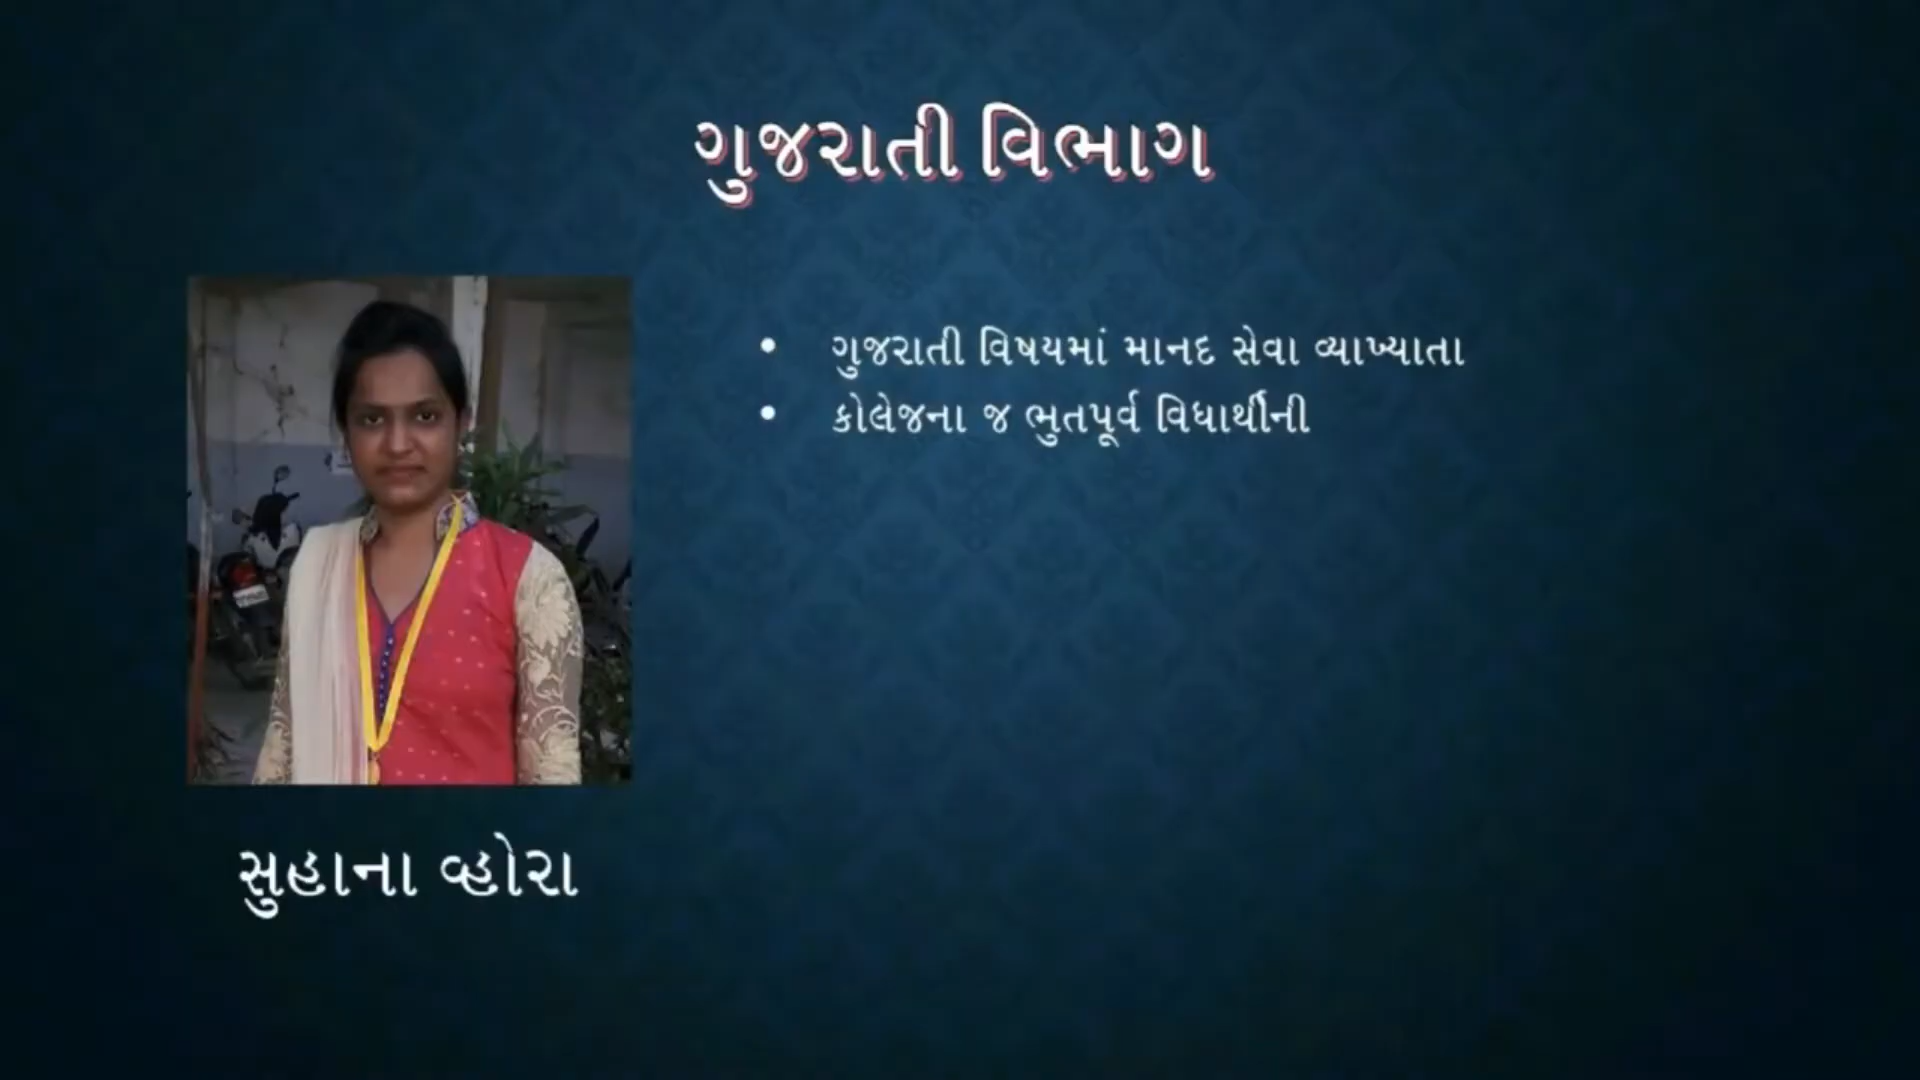 ગુજરાતી વિભાગ
ગુજરાતી વિષયમાં માનદ સેવા વ્યાખ્યાતા
કોલેજના જ ભુતપૂર્વ વિધાર્થીની
સુહાના વ્હોરા